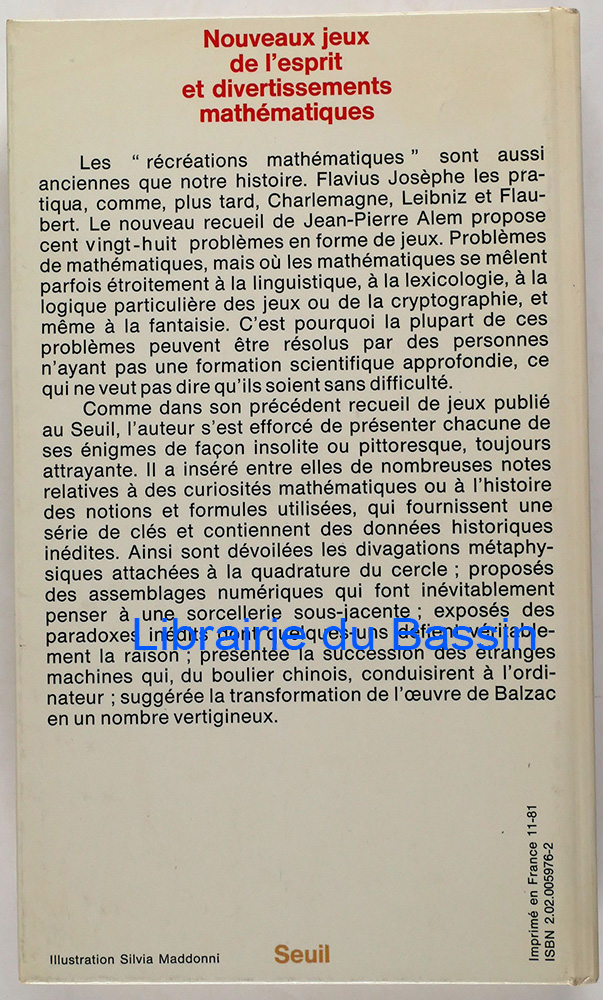 Nouveaux jeux
de l'esprit
et divertissements
mathématiques
Les " récréations mathématiques " sont aussi
anciennes que notre histoire. Flavius Josèphe les pra-
tiqua, comme, plus tard, Charlemagne, Leibniz et Flau-
bert. Le nouveau recueil de Jean-Pierre Alem propose
cent vingt-huit problèmes en forme de jeux. Problèmes
de mathématiques, mais où les mathématiques se mêlent
parfois étroitement à la linguistique, à la lexicologie, à la
logique particulière des jeux ou de la cryptographie, et
même à la fantaisie. C'est pourquoi la plupart de ces
problèmes peuvent être résolus par des personnes
n'ayant pas une formation scientifique approfondie, ce
qui ne veut pas dire qu'ils soient sans difficulté.
Comme dans son précédent recueil de jeux publié
au Seuil, l'auteur s'est efforcé de présenter chacune de
ses énigmes de façon insolite ou pittoresque, toujours
attrayante. Il a inséré entre elles de nombreuses notes
relatives à des curiosités mathématiques ou à l'histoire
des notions et formules utilisées, qui fournissent une
série de clés et contiennent des données historiques
inédites. Ainsi sont dévoilées les divagations métaphy-
siques attachées à la quadrature du cercle ; proposés
des assemblages numériques qui font inévitablement
penser à une sorcellerie sous-jacente ; exposés des
paradoxes inédits dont quelques-uns défient véritable-
Librairie du Bassin
ment la raison ; présentée la succession des étranges
machines qui, du boulier chinois, conduisirent à l'ordi-
nateur ; suggérée la transformation de l'œuvre de Balzac
en un nombre vertigineux.
Imprimé en France 11-81
ISBN 2.02.005976-2
Illustration Silvia Maddonni
Seuil